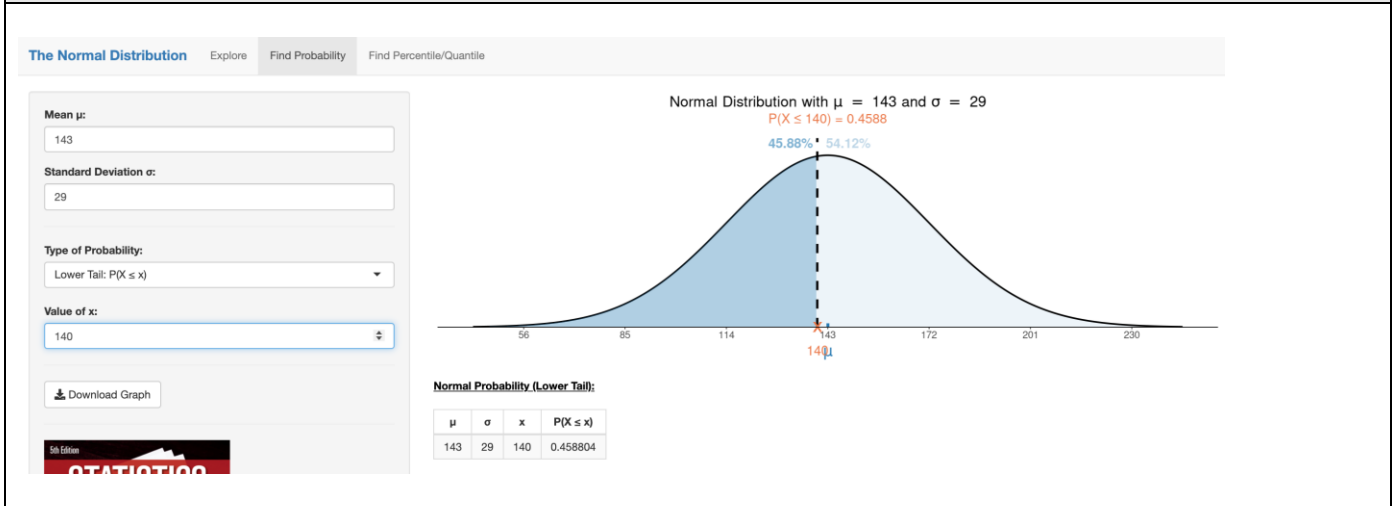 The Normal Distribution Explore Find Probability Find Percentile/Quantile
Mean μ:
143
Standard Deviation σ:
29
Type of Probability:
Lower Tail: P(X ≤ x)
Value of x:
140
Download Graph
5th Edition
STATISTICS
Normal Distribution with μ = 143 and σ = 29
P(X ≤ 140) = 0.4588
45.88% 54.12%
56 85 114 143 172 201 230
140 μ
Normal Probability (Lower Tail):
μ σ x P(X ≤ x)
143 29 140 0.458804